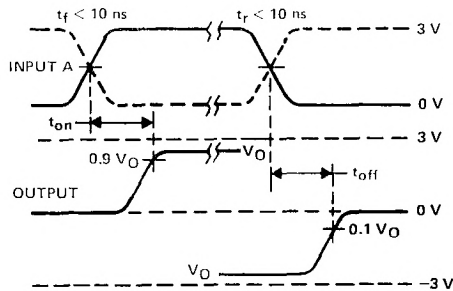 t_f < 10 ns
t_r < 10 ns
3 V
INPUT A
0 V
t_on
3 V
0.9 V_O
V_O
t_off
OUTPUT
0 V
0.1 V_O
V_O
−3 V